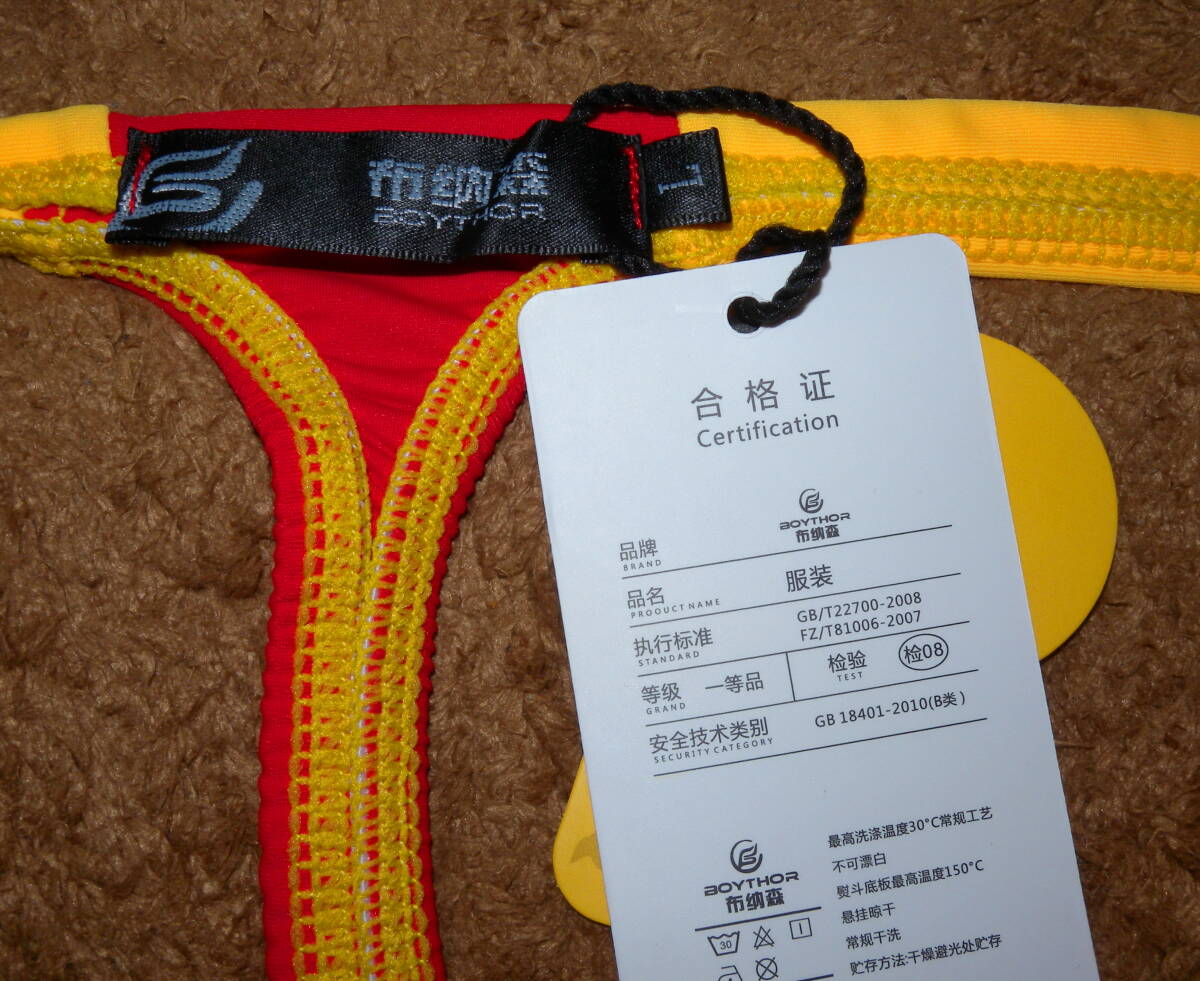 布纳森
BOYTHOR
L
合格证
Certification
BOYTHOR
布纳森
品牌
BRAND
品名 服装
PRODUCT NAME
执行标准 GB/T22700-2008
STANDARD FZ/T81006-2007
等级 一等品 检验 检08
GRAND TEST
安全技术类别 GB 18401-2010(B类)
SECURITY CATEGORY
BOYTHOR
布纳森
30
最高洗涤温度30°C常规工艺
不可漂白
熨斗底板最高温度150°C
悬挂晾干
常规干洗
贮存方法:干燥避光处贮存